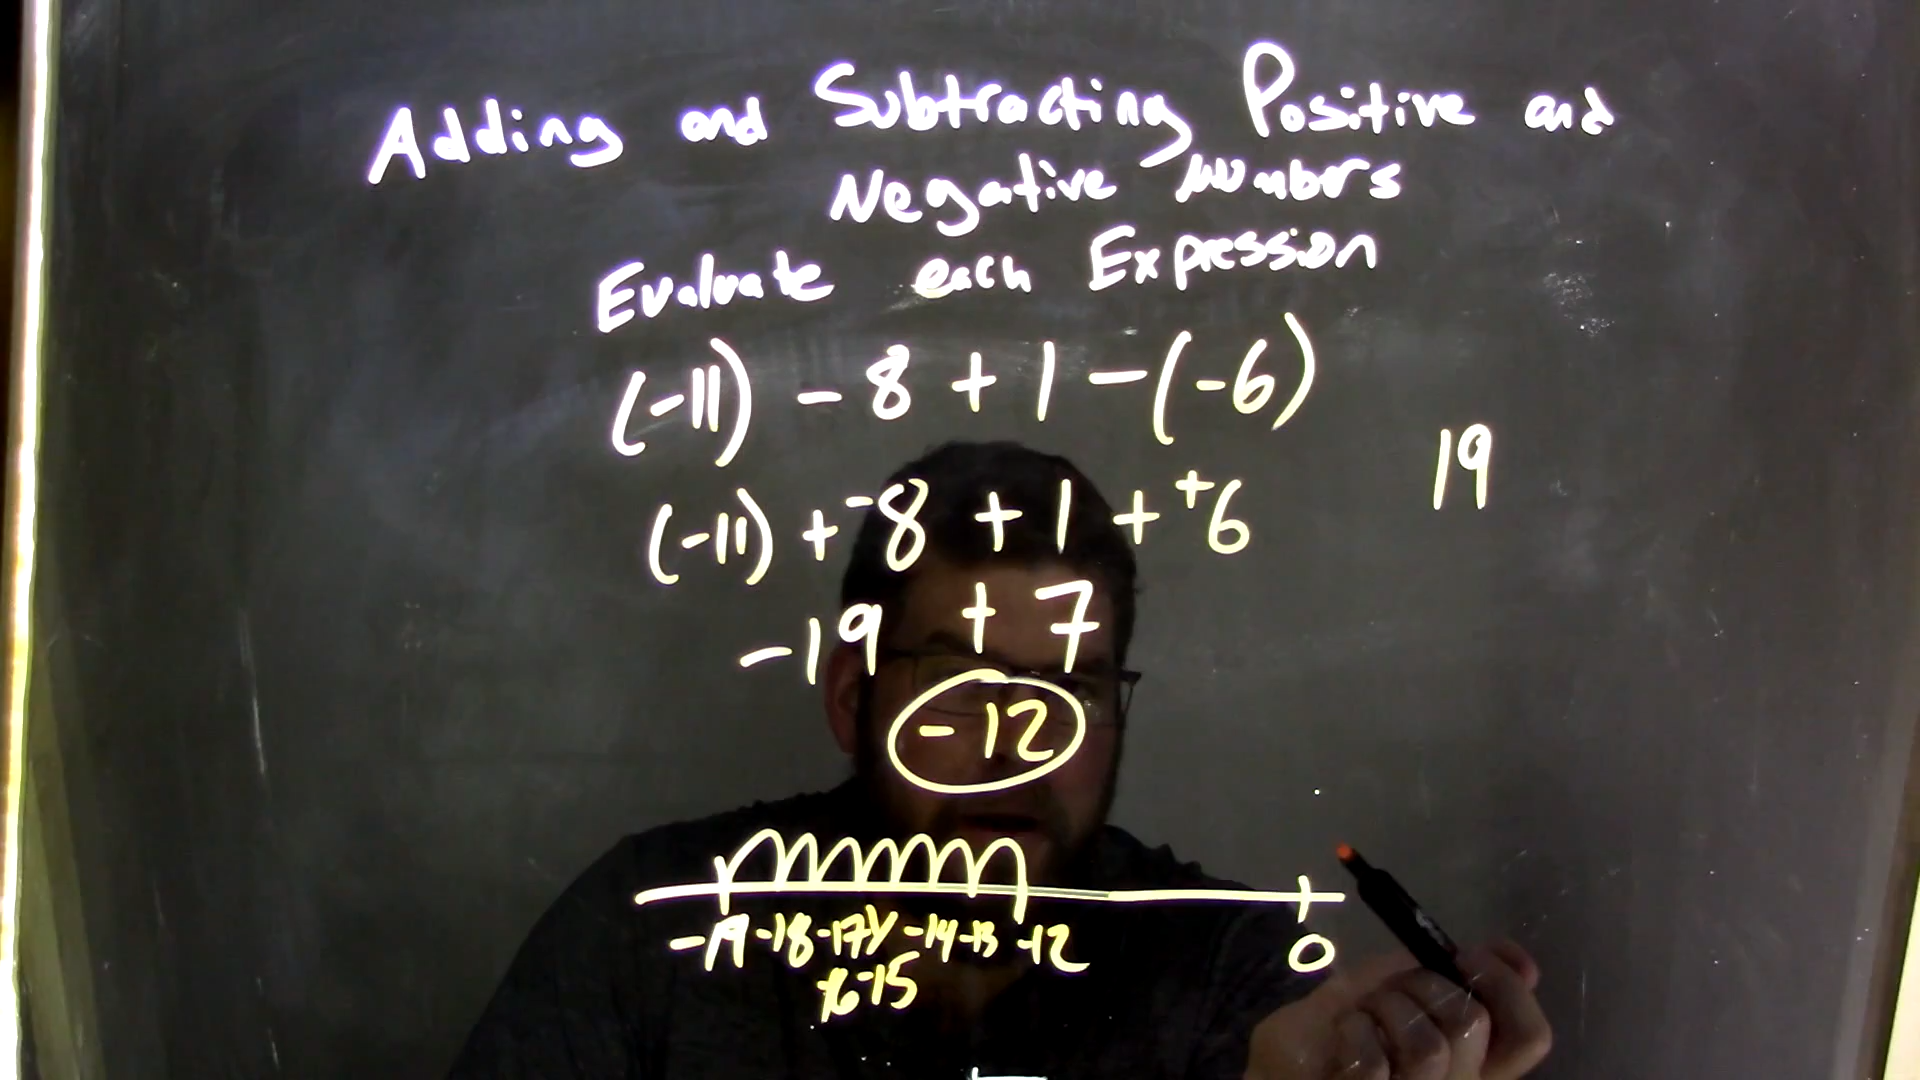 Adding and Subtracting Positive and
Negative Numbers
Evaluate each Expression
(-11) - 8 + 1 - (-6)
19
(-11) + -8 + 1 + +6
-19 + 7
-12
-19 -18 -17 -14 -13 -12 0
-15